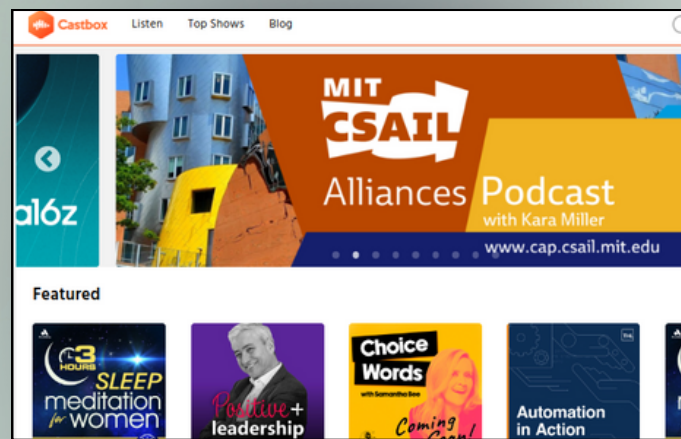 Castbox Listen Top Shows Blog
a16z
MIT
CSAIL
Alliances Podcast
with Kara Miller
www.cap.csail.mit.edu
Featured
3
HOURS
SLEEP
meditation
for women
Positive +
leadership
Choice
Words
with Samantha Bee
Coming
Soon!
Automation
in Action